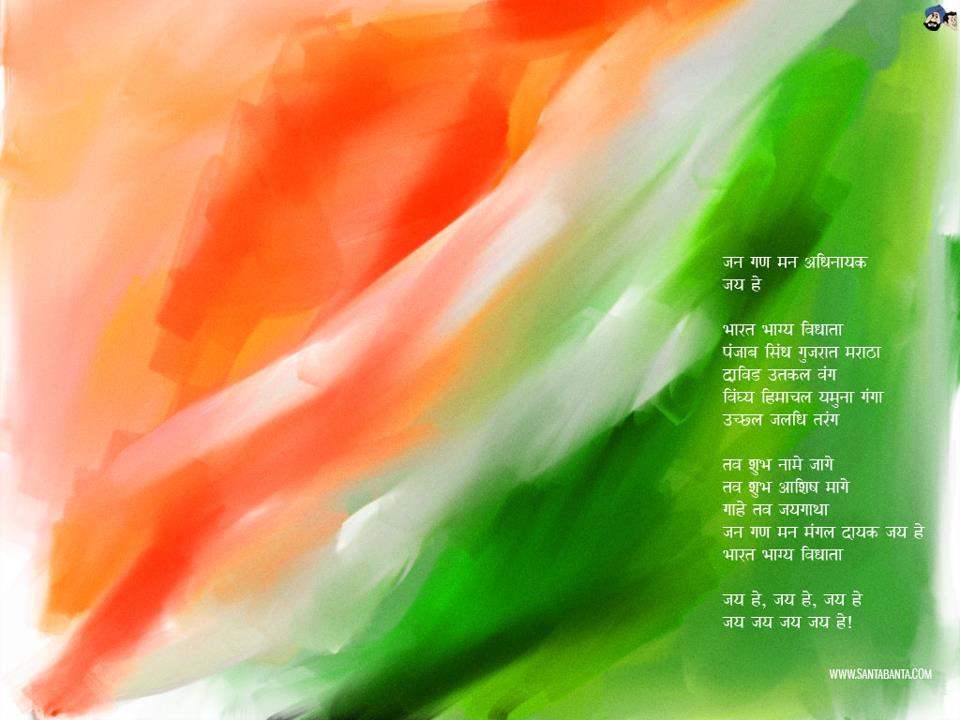 जन गण मन अधिनायक
जय हे
भारत भाग्य विधाता
पंजाब सिंध गुजरात मराठा
द्राविड़ उतकल वंग
विंघ्य हिमाचल यमुना गंगा
उच्छल जलधि तरंग
तव शुभ नामे जागे
तव शुभ आशिष मागे
गाहे तव जयगाथा
जन गण मन मंगल दायक जय हे
भारत भाग्य विधाता
जय हे, जय हे, जय हे
जय जय जय जय हे!
WWW.SANTABANTA.COM